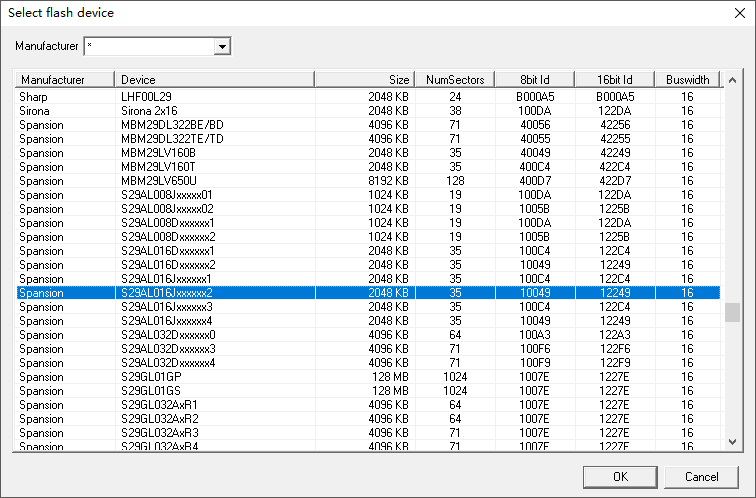 Select flash device
Manufacturer *
Manufacturer Device Size NumSectors 8bit Id 16bit Id Buswidth
Sharp LHF00L29 2048 KB 24 B000A5 B000A5 16
Sirona Sirona 2x16 2048 KB 38 100DA 122DA 16
Spansion MBM29DL322BE/BD 4096 KB 71 40056 42256 16
Spansion MBM29DL322TE/TD 4096 KB 71 40055 42255 16
Spansion MBM29LV160B 2048 KB 35 40049 42249 16
Spansion MBM29LV160T 2048 KB 35 400C4 422C4 16
Spansion MBM29LV650U 8192 KB 128 400D7 422D7 16
Spansion S29AL008Jxxxxx01 1024 KB 19 100DA 122DA 16
Spansion S29AL008Jxxxxx02 1024 KB 19 1005B 1225B 16
Spansion S29AL008Dxxxxxx1 1024 KB 19 100DA 122DA 16
Spansion S29AL008Dxxxxxx2 1024 KB 19 1005B 1225B 16
Spansion S29AL016Dxxxxxx1 2048 KB 35 100C4 122C4 16
Spansion S29AL016Dxxxxxx2 2048 KB 35 10049 12249 16
Spansion S29AL016Jxxxxxx1 2048 KB 35 100C4 122C4 16
Spansion S29AL016Jxxxxxx2 2048 KB 35 10049 12249 16
Spansion S29AL016Jxxxxxx3 2048 KB 35 100C4 122C4 16
Spansion S29AL016Jxxxxxx4 2048 KB 35 10049 12249 16
Spansion S29AL032Dxxxxxx0 4096 KB 64 100A3 122A3 16
Spansion S29AL032Dxxxxxx3 4096 KB 71 100F6 122F6 16
Spansion S29AL032Dxxxxxx4 4096 KB 71 100F9 122F9 16
Spansion S29GL01GP 128 MB 1024 1007E 1227E 16
Spansion S29GL01GS 128 MB 1024 1007E 1227E 16
Spansion S29GL032AxR1 4096 KB 64 1007E 1227E 16
Spansion S29GL032AxR2 4096 KB 64 1007E 1227E 16
Spansion S29GL032AxR3 4096 KB 71 1007E 1227E 16
Spansion S29GL032AxR4 4096 KB 71 1007E 1227E 16
OK Cancel